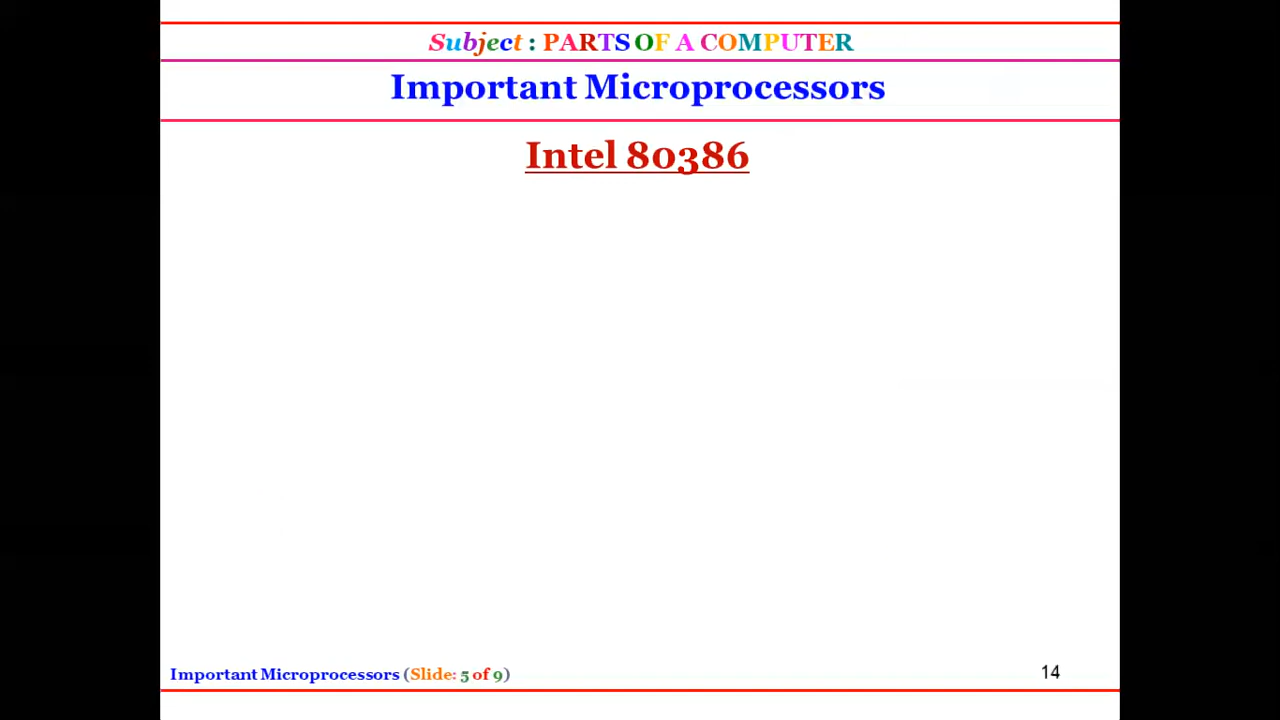 Subject : PARTS OF A COMPUTER
Important Microprocessors
Intel 80386
Important Microprocessors (Slide: 5 of 9)
14